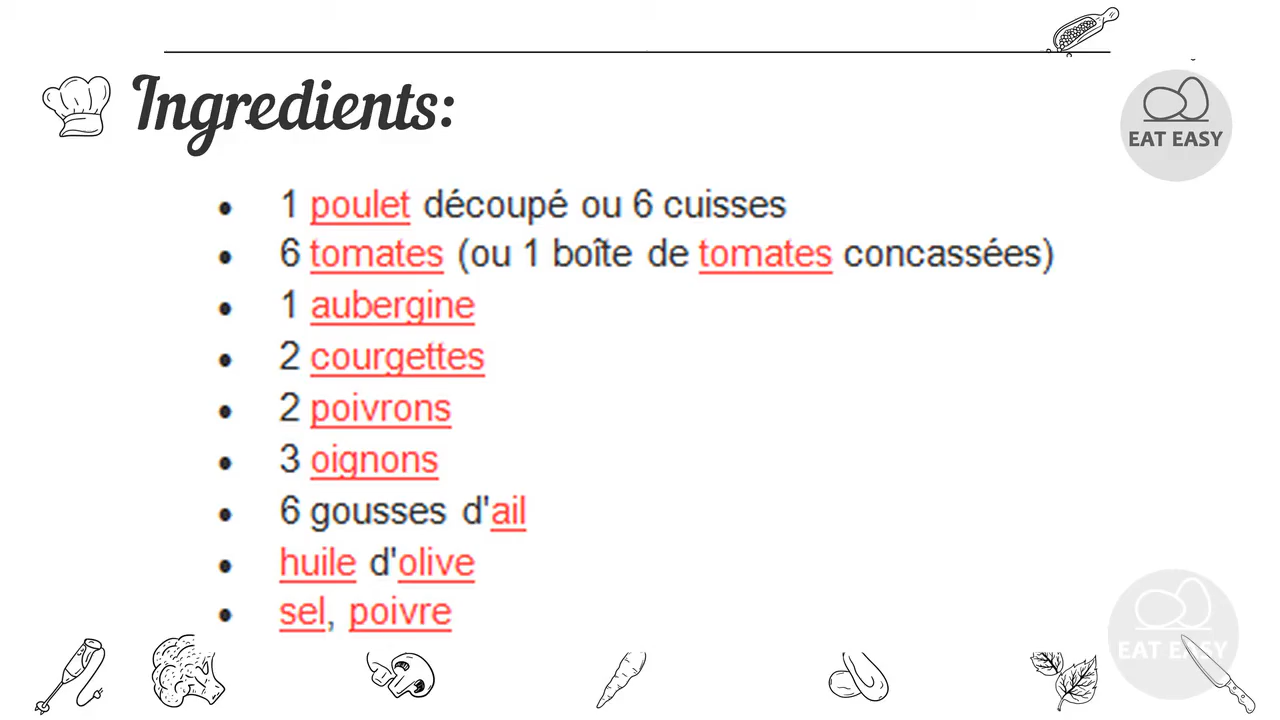 Ingredients:
EAT EASY
• 1 poulet découpé ou 6 cuisses
• 6 tomates (ou 1 boîte de tomates concassées)
• 1 aubergine
• 2 courgettes
• 2 poivrons
• 3 oignons
• 6 gousses d'ail
• huile d'olive
• sel, poivre
EAT EASY